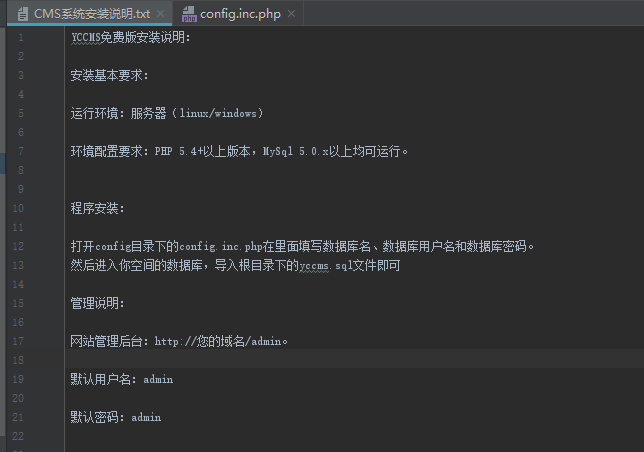 CMS系统安装说明.txt
config.inc.php
1 YCCMS免费版安装说明:
2
3 安装基本要求:
4
5 运行环境: 服务器（linux/windows）
6
7 环境配置要求: PHP 5.4+以上版本, MySql 5.0.x以上均可运行。
8
9
10 程序安装:
11
12 打开config目录下的config.inc.php在里面填写数据库名、数据库用户名和数据库密码。
13 然后进入你空间的数据库, 导入根目录下的yccms.sql文件即可
14
15 管理说明:
16
17 网站管理后台: http://您的域名/admin。
18
19 默认用户名: admin
20
21 默认密码: admin
22